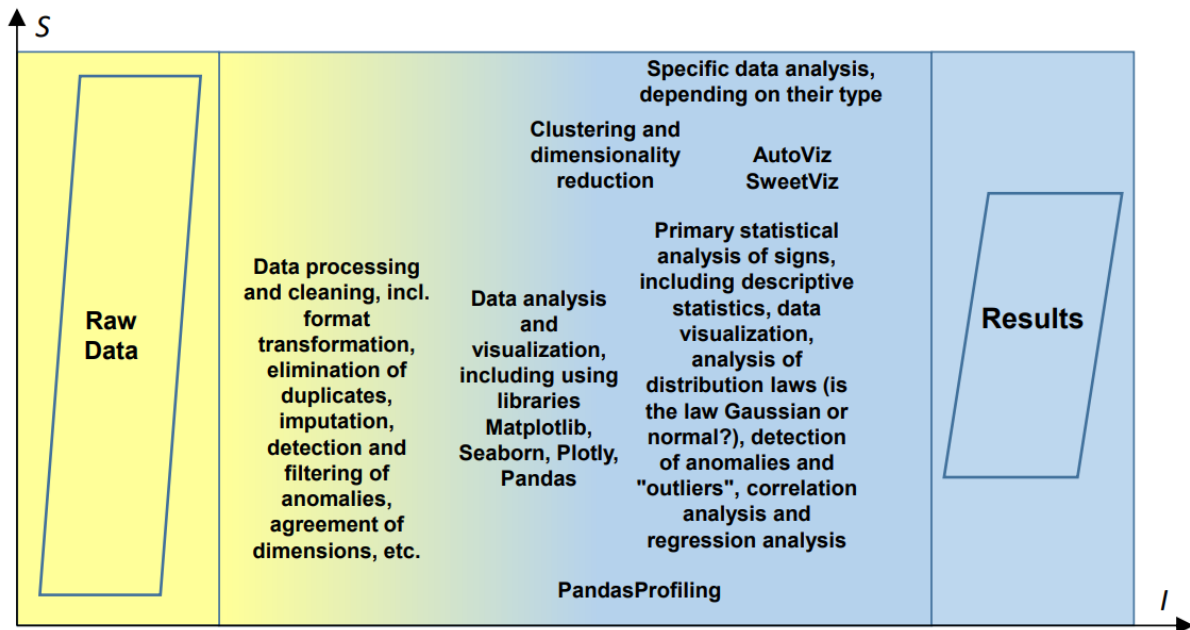 S
Raw
Data
Data processing
and cleaning, incl.
format
transformation,
elimination of
duplicates,
imputation,
detection and
filtering of
anomalies,
agreement of
dimensions, etc.
Data analysis
and
visualization,
including using
libraries
Matplotlib,
Seaborn, Plotly,
Pandas
Clustering and
dimensionality
reduction
Specific data analysis,
depending on their type
AutoViz
SweetViz
Primary statistical
analysis of signs,
including descriptive
statistics, data
visualization,
analysis of
distribution laws (is
the law Gaussian or
normal?), detection
of anomalies and
"outliers", correlation
analysis and
regression analysis
PandasProfiling
Results
I